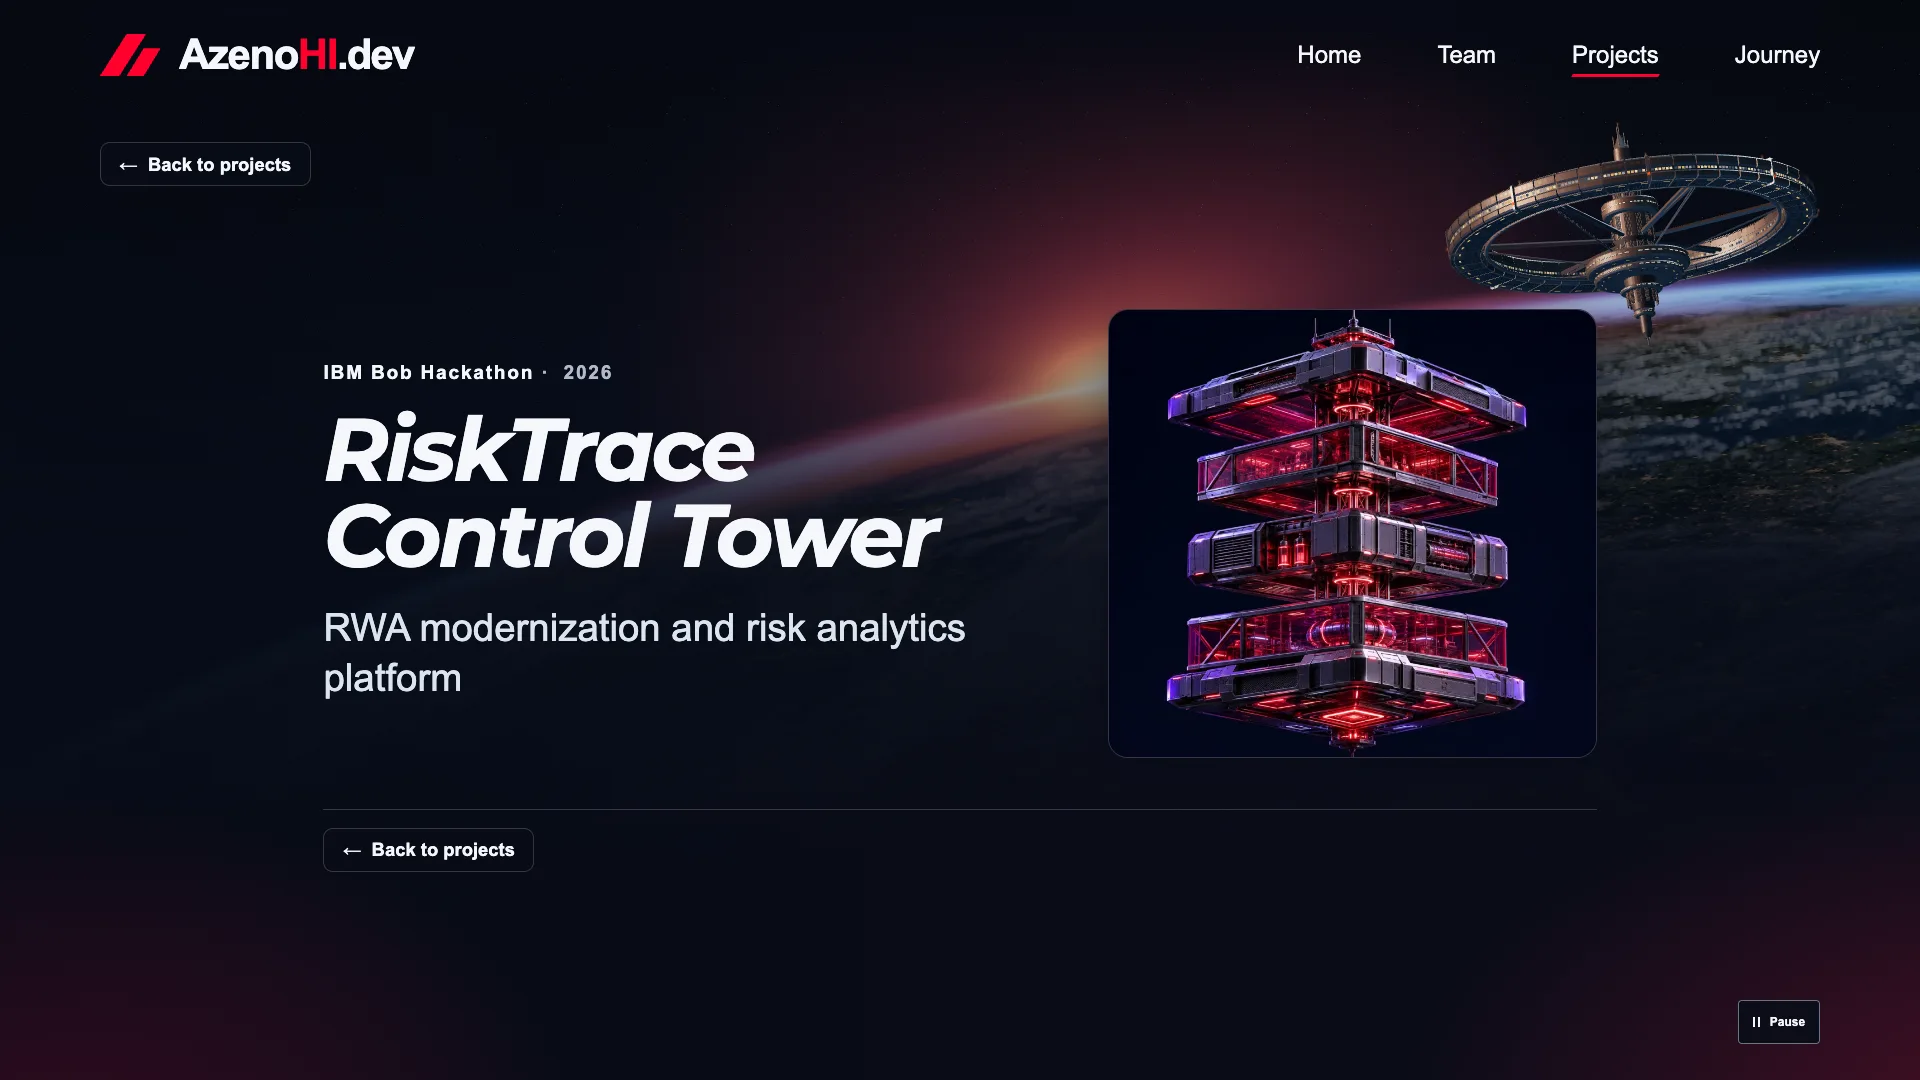 AzenoHI.dev
Home
Team
Projects
Journey
← Back to projects
IBM Bob Hackathon · 2026
RiskTrace
Control Tower
RWA modernization and risk analytics
platform
← Back to projects
Pause